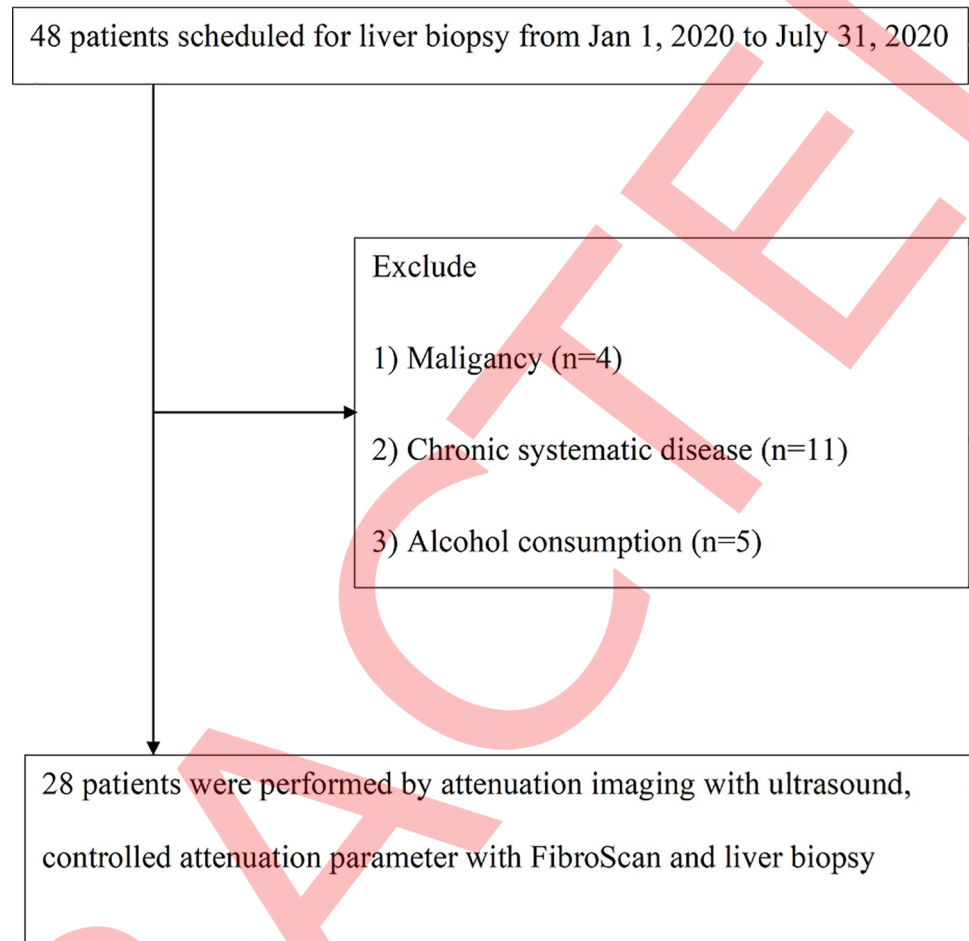 48 patients scheduled for liver biopsy from Jan 1, 2020 to July 31, 2020
Exclude
1) Maligancy (n=4)
2) Chronic systematic disease (n=11)
3) Alcohol consumption (n=5)
28 patients were performed by attenuation imaging with ultrasound,
controlled attenuation parameter with FibroScan and liver biopsy
ACTE